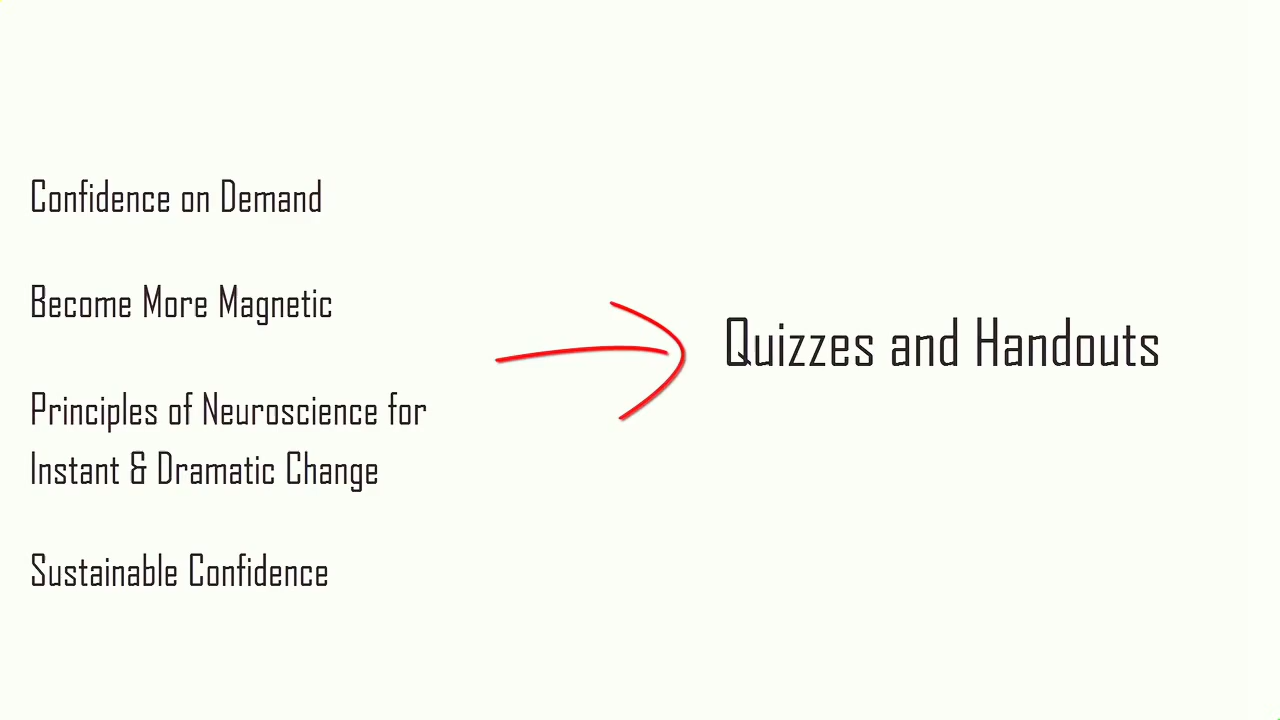 Confidence on Demand
Become More Magnetic
Principles of Neuroscience for
Instant & Dramatic Change
Sustainable Confidence
Quizzes and Handouts